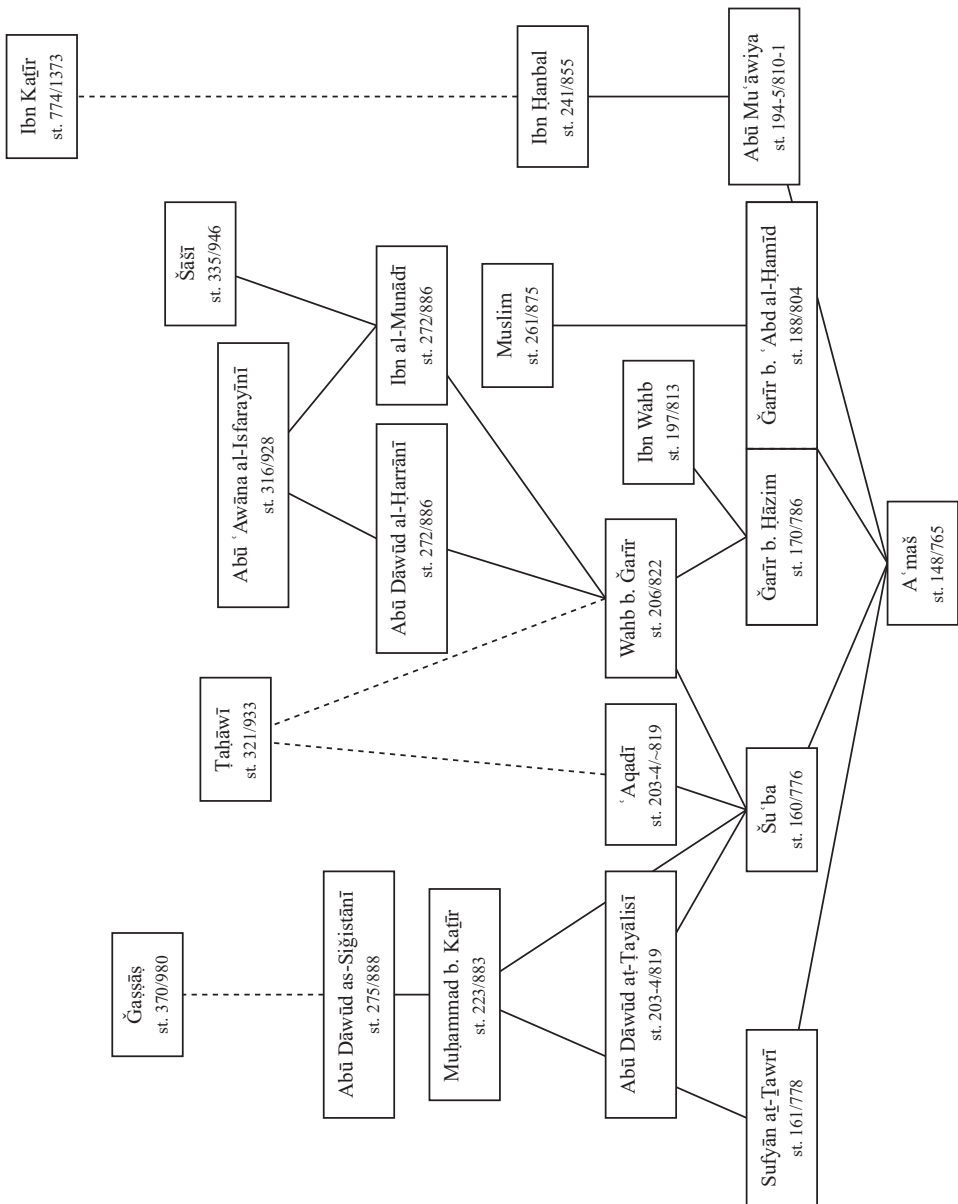 Ibn Kaṯīr
st. 774/1373
Ibn Ḥanbal
st. 241/855
Abū Muʿāwiya
st. 194-5/810-1
Šāšī
st. 335/946
Abū ʿAwāna al-Isfarayīnī
st. 316/928
Ibn al-Munādī
st. 272/886
Muslim
st. 261/875
Ǧarīr b. ʿAbd al-Ḥamīd
st. 188/804
Abū Dāwūd al-Ḥarrānī
st. 272/886
Ibn Wahb
st. 197/813
Wahb b. Ǧarīr
st. 206/822
Ǧarīr b. Ḥāzim
st. 170/786
Aʿmaš
st. 148/765
Ṭaḥāwī
st. 321/933
ʿAqadī
st. 203-4/~819
Šuʿba
st. 160/776
Ǧaṣṣāṣ
st. 370/980
Abū Dāwūd as-Siǧistānī
st. 275/888
Muḥammad b. Kaṯīr
st. 223/883
Abū Dāwūd aṭ-Ṭayālisī
st. 203-4/819
Sufyān aṯ-Ṯawrī
st. 161/778